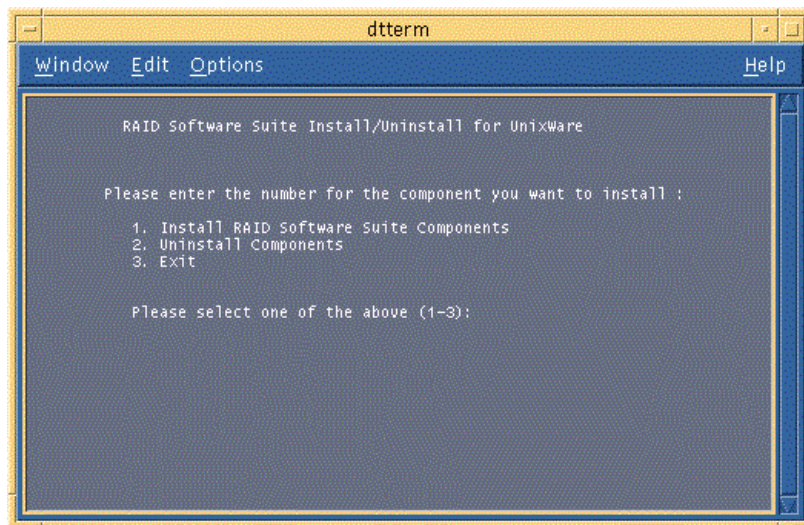 dtterm
Window Edit Options Help
RAID Software Suite Install/Uninstall for UnixWare
Please enter the number for the component you want to install :
1. Install RAID Software Suite Components
2. Uninstall Components
3. Exit
Please select one of the above (1-3):